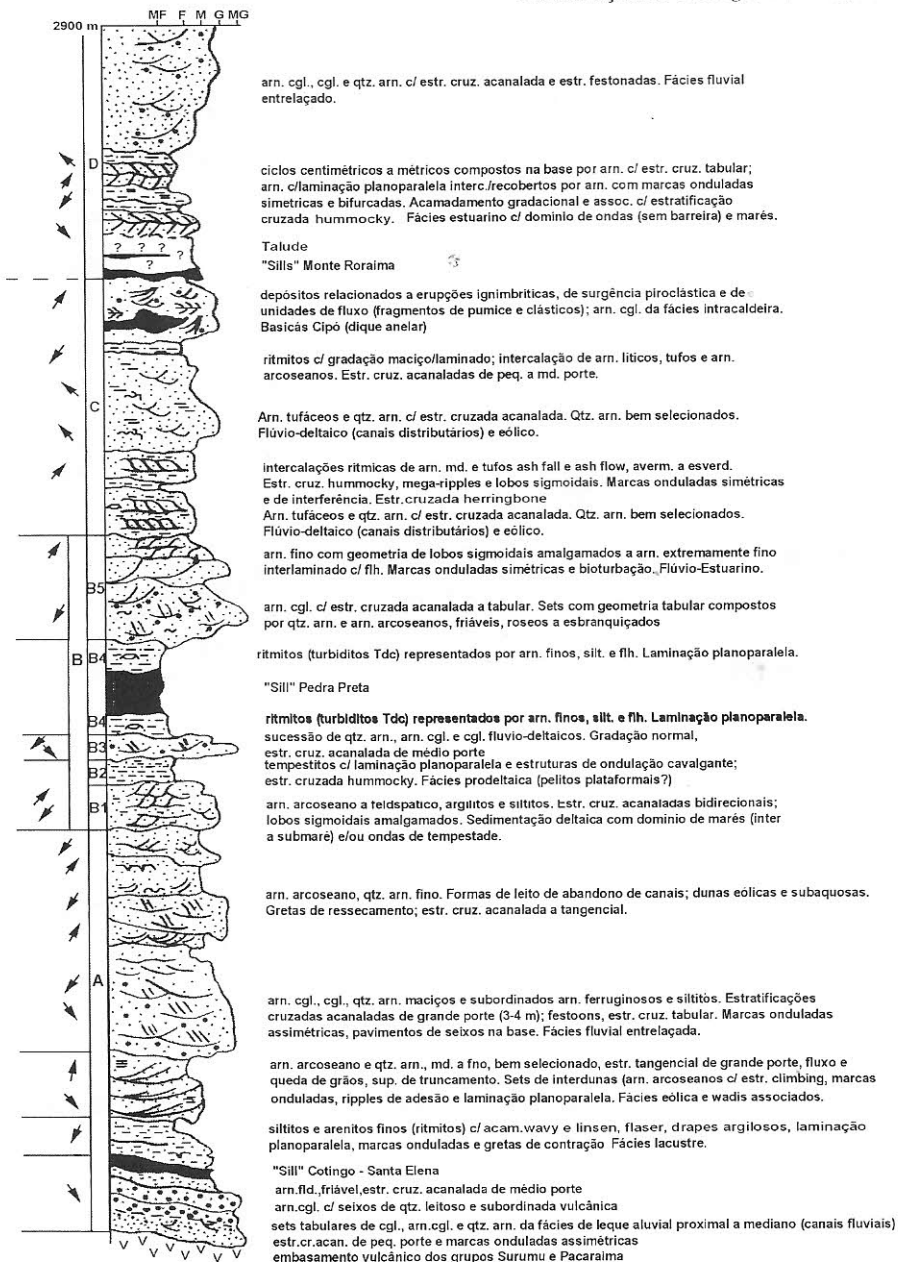 MF F M G MG
2900 m
arn. cgl., cgl. e qtz. arn. c/ estr. cruz. acanalada e estr. festonadas. Fácies fluvial
entrelaçado.
D
ciclos centimétricos a métricos compostos na base por arn. c/ estr. cruz. tabular;
arn. c/laminação planoparalela interc./recobertos por arn. com marcas onduladas
simetricas e bifurcadas. Acamadamento gradacional e assoc. c/ estratificação
cruzada hummocky. Fácies estuarino c/ dominio de ondas (sem barreira) e marés.
? ? ? ?
?
Talude
"Sills" Monte Roraima
depósitos relacionados a erupções ignimbríticas, de surgência piroclástica e de
unidades de fluxo (fragmentos de pumice e clásticos); arn. cgl. da fácies intracaldeira.
Basicás Cipó (dique anelar)
ritmitos c/ gradação maciço/laminado; intercalação de arn. líticos, tufos e arn.
arcoseanos. Estr. cruz. acanaladas de peq. a md. porte.
C
Arn. tufáceos e qtz. arn. c/ estr. cruzada acanalada. Qtz. arn. bem selecionados.
Flúvio-deltaico (canais distributários) e eólico.
intercalações rítmicas de arn. md. e tufos ash fall e ash flow, averm. a esverd.
Estr. cruz. hummocky, mega-ripples e lobos sigmoidais. Marcas onduladas simétricas
e de interferência. Estr.cruzada herringbone
Arn. tufáceos e qtz. arn. c/ estr. cruzada acanalada. Qtz. arn. bem selecionados.
Flúvio-deltaico (canais distributários) e eólico.
arn. fino com geometria de lobos sigmoidais amalgamados a arn. extremamente fino
interlaminado c/ flh. Marcas onduladas simétricas e bioturbação. Flúvio-Estuarino.
B5
arn. cgl. c/ estr. cruzada acanalada a tabular. Sets com geometria tabular compostos
por qtz. arn. e arn. arcoseanos, friáveis, roseos a esbranquiçados
B B4
ritmitos (turbiditos Tdc) representados por arn. finos, silt. e flh. Laminação planoparalela.
"Sill" Pedra Preta
B4
ritmitos (turbiditos Tdc) representados por arn. finos, silt. e flh. Laminação planoparalela.
sucessão de qtz. arn., arn. cgl. e cgl. fluvio-deltaicos. Gradação normal,
B3
estr. cruz. acanalada de médio porte
tempestitos c/ laminação planoparalela e estruturas de ondulação cavalgante;
B2
estr. cruzada hummocky. Fácies prodeltaica (pelitos plataformais?)
B1
arn. arcoseano a feldspatico, argilitos e siltitos. Estr. cruz. acanaladas bidirecionais;
lobos sigmoidais amalgamados. Sedimentação deltaica com dominio de marés (inter
a submaré) e/ou ondas de tempestade.
arn. arcoseano, qtz. arn. fino. Formas de leito de abandono de canais; dunas eólicas e subaquosas.
Gretas de ressecamento; estr. cruz. acanalada a tangencial.
A
arn. cgl., cgl., qtz. arn. maciços e subordinados arn. ferruginosos e siltitos. Estratificações
cruzadas acanaladas de grande porte (3-4 m); festoons, estr. cruz. tabular. Marcas onduladas
assimétricas, pavimentos de seixos na base. Fácies fluvial entrelaçada.
arn. arcoseano e qtz. arn., md. a fno, bem selecionado, estr. tangencial de grande porte, fluxo e
queda de grãos, sup. de truncamento. Sets de interdunas (arn. arcoseanos c/ estr. climbing, marcas
onduladas, ripples de adesão e laminação planoparalela. Fácies eólica e wadis associados.
siltitos e arenitos finos (ritmitos) c/ acam.wavy e linsen, flaser, drapes argilosos, laminação
planoparalela, marcas onduladas e gretas de contração Fácies lacustre.
"Sill" Cotingo - Santa Elena
arn.fld.,friável,estr. cruz. acanalada de médio porte
arn.cgl. c/ seixos de qtz. leitoso e subordinada vulcânica
sets tabulares de cgl., arn.cgl. e qtz. arn. da fácies de leque aluvial proximal a mediano (canais fluviais)
estr.cr.acan. de peq. porte e marcas onduladas assimétricas
embasamento vulcânico dos grupos Surumu e Pacaraima